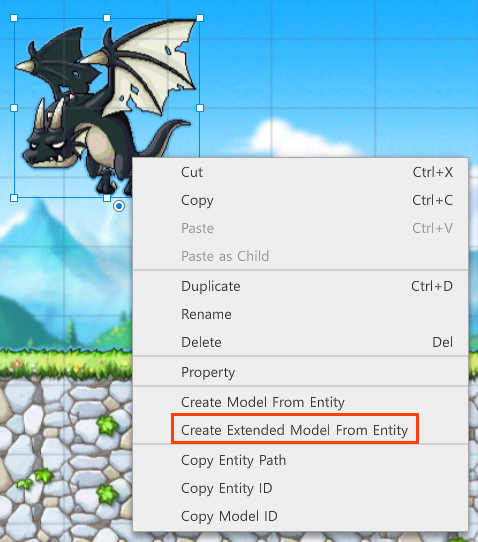 Cut Ctrl+X
Copy Ctrl+C
Paste Ctrl+V
Paste as Child
Duplicate Ctrl+D
Rename
Delete Del
Property
Create Model From Entity
Create Extended Model From Entity
Copy Entity Path
Copy Entity ID
Copy Model ID